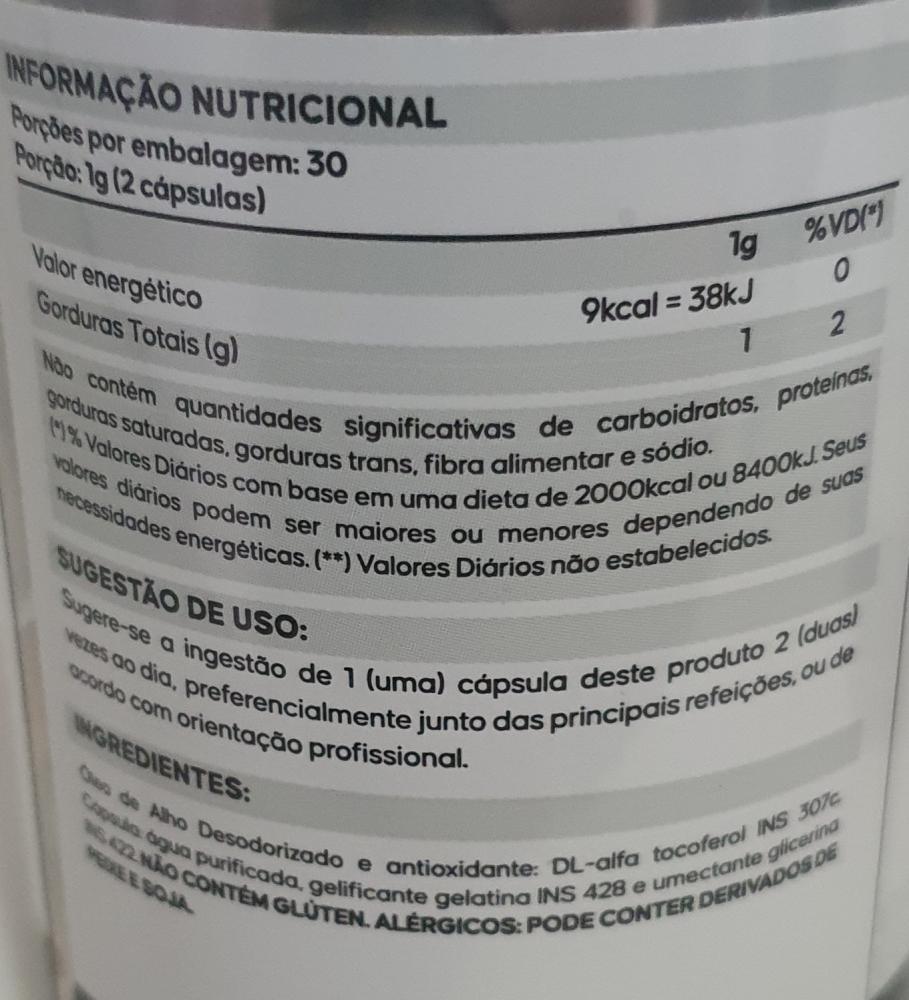 INFORMAÇÃO NUTRICIONAL
Porções por embalagem: 30
Porção: 1g (2 cápsulas)
1g %VD(*)
Valor energético 9kcal = 38kJ 0
Gorduras Totais (g) 1 2
Não contém quantidades significativas de carboidratos, proteínas,
gorduras saturadas, gorduras trans, fibra alimentar e sódio.
(*)% Valores Diários com base em uma dieta de 2000kcal ou 8400kJ. Seus
valores diários podem ser maiores ou menores dependendo de suas
necessidades energéticas. (**) Valores Diários não estabelecidos.
SUGESTÃO DE USO:
Sugere-se a ingestão de 1 (uma) cápsula deste produto 2 (duas)
vezes ao dia, preferencialmente junto das principais refeições, ou de
acordo com orientação profissional.
INGREDIENTES:
Óleo de Alho Desodorizado e antioxidante: DL-alfa tocoferol INS 307c.
Cápsula: água purificada, gelificante gelatina INS 428 e umectante glicerina
INS 422. NÃO CONTÉM GLÚTEN. ALÉRGICOS: PODE CONTER DERIVADOS DE
PEIXE E SOJA.